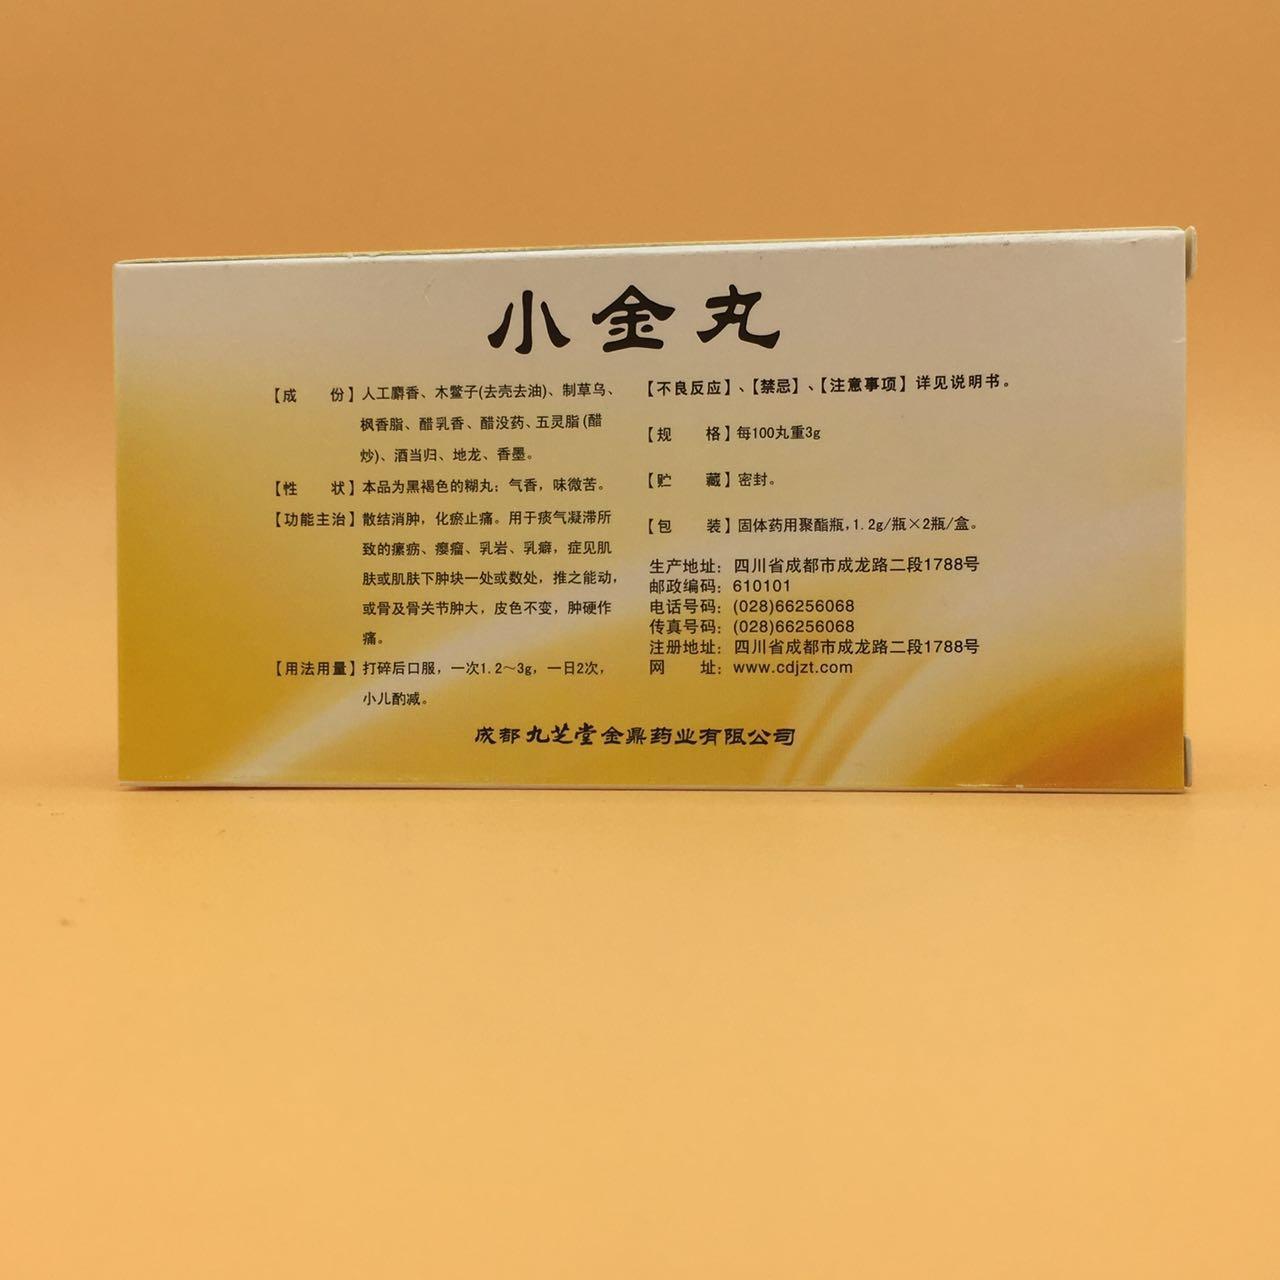 小金丸
【成　份】人工麝香、木鳖子(去壳去油)、制草乌、
枫香脂、醋乳香、醋没药、五灵脂(醋
炒)、酒当归、地龙、香墨。
【性　状】本品为黑褐色的糊丸；气香，味微苦。
【功能主治】散结消肿，化瘀止痛。用于痰气凝滞所
致的瘰疬、瘿瘤、乳岩、乳癖，症见肌
肤或肌肤下肿块一处或数处，推之能动，
或骨及骨关节肿大，皮色不变，肿硬作
痛。
【用法用量】打碎后口服，一次1.2～3g，一日2次，
小儿酌减。
【不良反应】、【禁忌】、【注意事项】详见说明书。
【规　格】每100丸重3g
【贮　藏】密封。
【包　装】固体药用聚酯瓶，1.2g/瓶×2瓶/盒。
生产地址：四川省成都市成龙路二段1788号
邮政编码：610101
电话号码：(028)66256068
传真号码：(028)66256068
注册地址：四川省成都市成龙路二段1788号
网　址：www.cdjzt.com
成都九芝堂金鼎药业有限公司